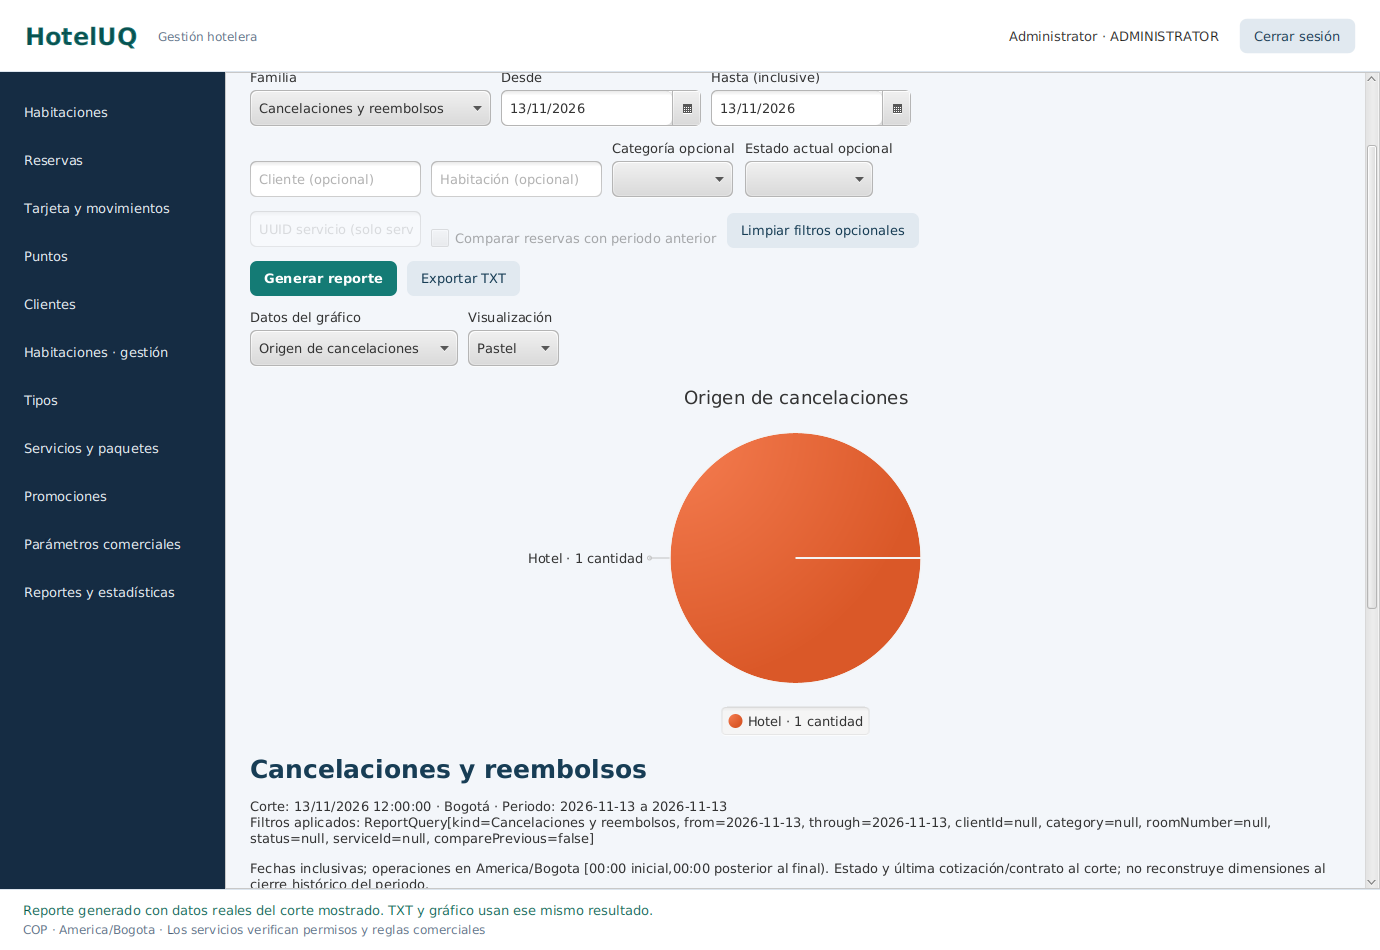 HotelUQ
Gestión hotelera
Administrator · ADMINISTRATOR
Cerrar sesión
Habitaciones
Reservas
Tarjeta y movimientos
Puntos
Clientes
Habitaciones · gestión
Tipos
Servicios y paquetes
Promociones
Parámetros comerciales
Reportes y estadísticas
Familia
Desde
Hasta (inclusive)
Cancelaciones y reembolsos
13/11/2026
13/11/2026
Categoría opcional
Estado actual opcional
Cliente (opcional)
Habitación (opcional)
UUID servicio (solo serv
Comparar reservas con periodo anterior
Limpiar filtros opcionales
Generar reporte
Exportar TXT
Datos del gráfico
Visualización
Origen de cancelaciones
Pastel
Origen de cancelaciones
Hotel · 1 cantidad
Hotel · 1 cantidad
Cancelaciones y reembolsos
Corte: 13/11/2026 12:00:00 · Bogotá · Periodo: 2026-11-13 a 2026-11-13
Filtros aplicados: ReportQuery[kind=Cancelaciones y reembolsos, from=2026-11-13, through=2026-11-13, clientId=null, category=null, roomNumber=null,
status=null, serviceId=null, comparePrevious=false]
Fechas inclusivas; operaciones en America/Bogota [00:00 inicial,00:00 posterior al final). Estado y última cotización/contrato al corte; no reconstruye dimensiones al
cierre histórico del periodo.
Reporte generado con datos reales del corte mostrado. TXT y gráfico usan ese mismo resultado.
COP · America/Bogota · Los servicios verifican permisos y reglas comerciales